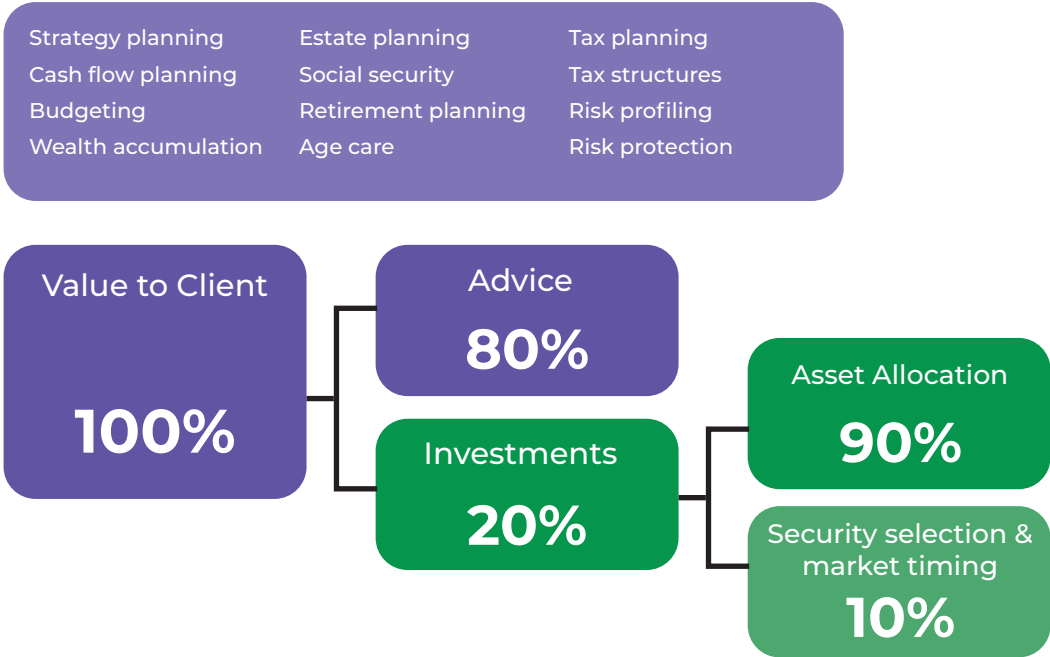 Strategy planning
Cash flow planning
Budgeting
Wealth accumulation
Estate planning
Social security
Retirement planning
Age care
Tax planning
Tax structures
Risk profiling
Risk protection
Value to Client
100%
Advice
80%
Investments
20%
Asset Allocation
90%
Security selection &
market timing
10%